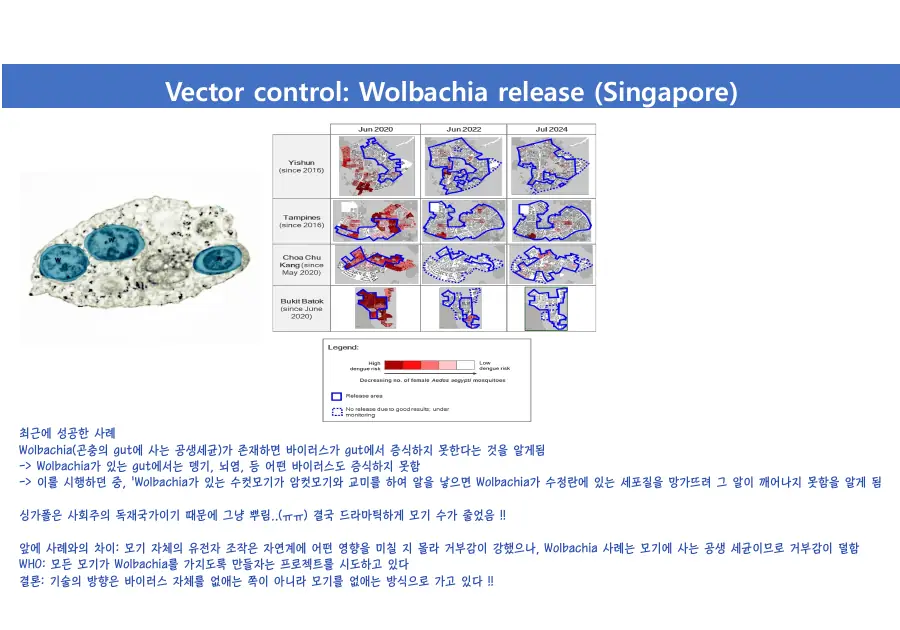 Vector control: Wolbachia release (Singapore)
Jun 2020 Jun 2022 Jul 2024
Yishun
(since 2016)
Tampines
(since 2016)
Choa Chu
Kang (since
May 2020)
Bukit Batok
(since June
2020)
Legend:
High
dengue risk
Low
dengue risk
Decreasing no. of female Aedes aegypti mosquitoes
Release area
No release due to good results; under
monitoring
최근에 성공한 사례
Wolbachia(곤충의 gut에 사는 공생세균)가 존재하면 바이러스가 gut에서 증식하지 못한다는 것을 알게됨
-> Wolbachia가 있는 gut에서는 뎅기, 뇌염, 등 어떤 바이러스도 증식하지 못함
-> 이를 시행하던 중, 'Wolbachia가 있는 수컷모기가 암컷모기와 교미를 하여 알을 낳으면 Wolbachia가 수정란에 있는 세포질을 망가뜨려 그 알이 깨어나지 못함을 알게 됨
싱가폴은 사회주의 독재국가이기 때문에 그냥 뿌림..(ㅠㅠ) 결국 드라마틱하게 모기 수가 줄었음 !!
앞에 사례와의 차이: 모기 자체의 유전자 조작은 자연계에 어떤 영향을 미칠 지 몰라 거부감이 강했으나, Wolbachia 사례는 모기에 사는 공생 세균이므로 거부감이 덜함
WHO: 모든 모기가 Wolbachia를 가지도록 만들자는 프로젝트를 시도하고 있다
결론: 기술의 방향은 바이러스 자체를 없애는 쪽이 아니라 모기를 없애는 방식으로 가고 있다 !!